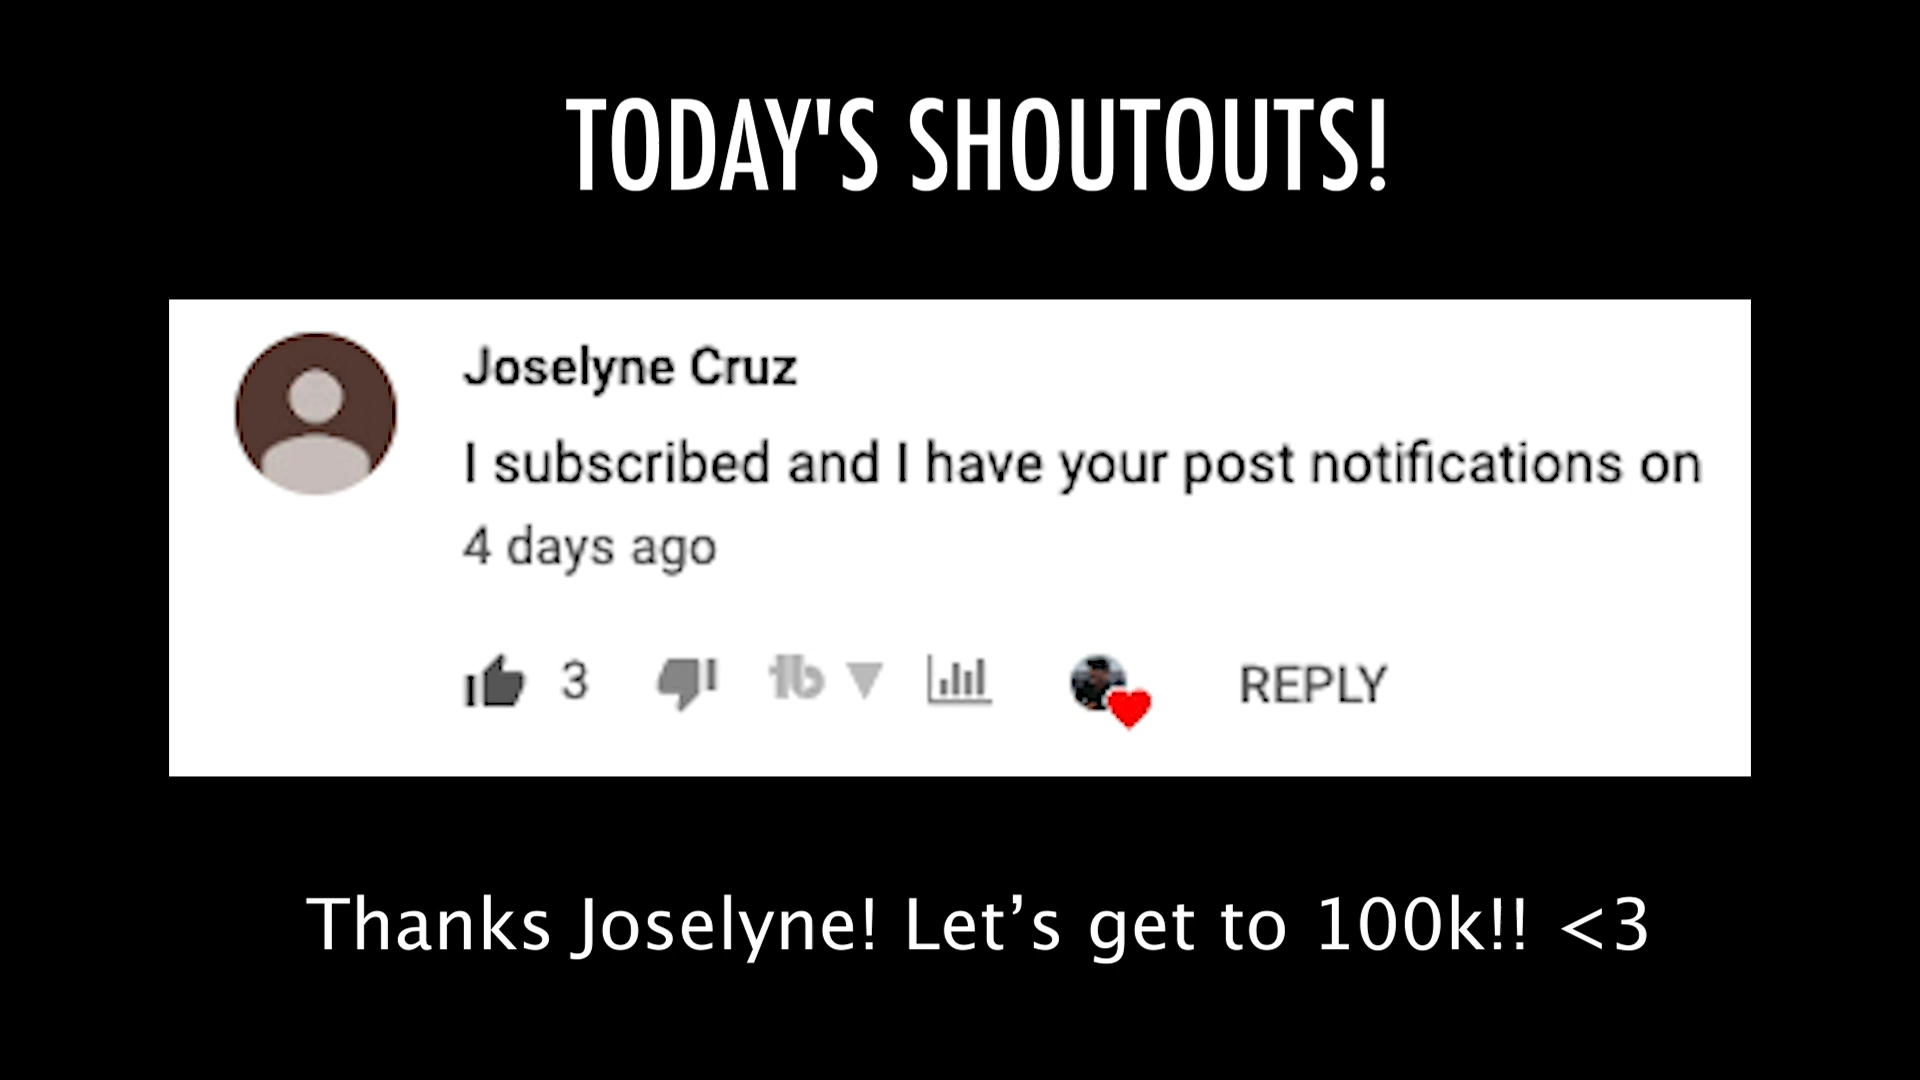 TODAY'S SHOUTOUTS!
Joselyne Cruz
I subscribed and I have your post notifications on
4 days ago
3 tb REPLY
Thanks Joselyne! Let’s get to 100k!! <3